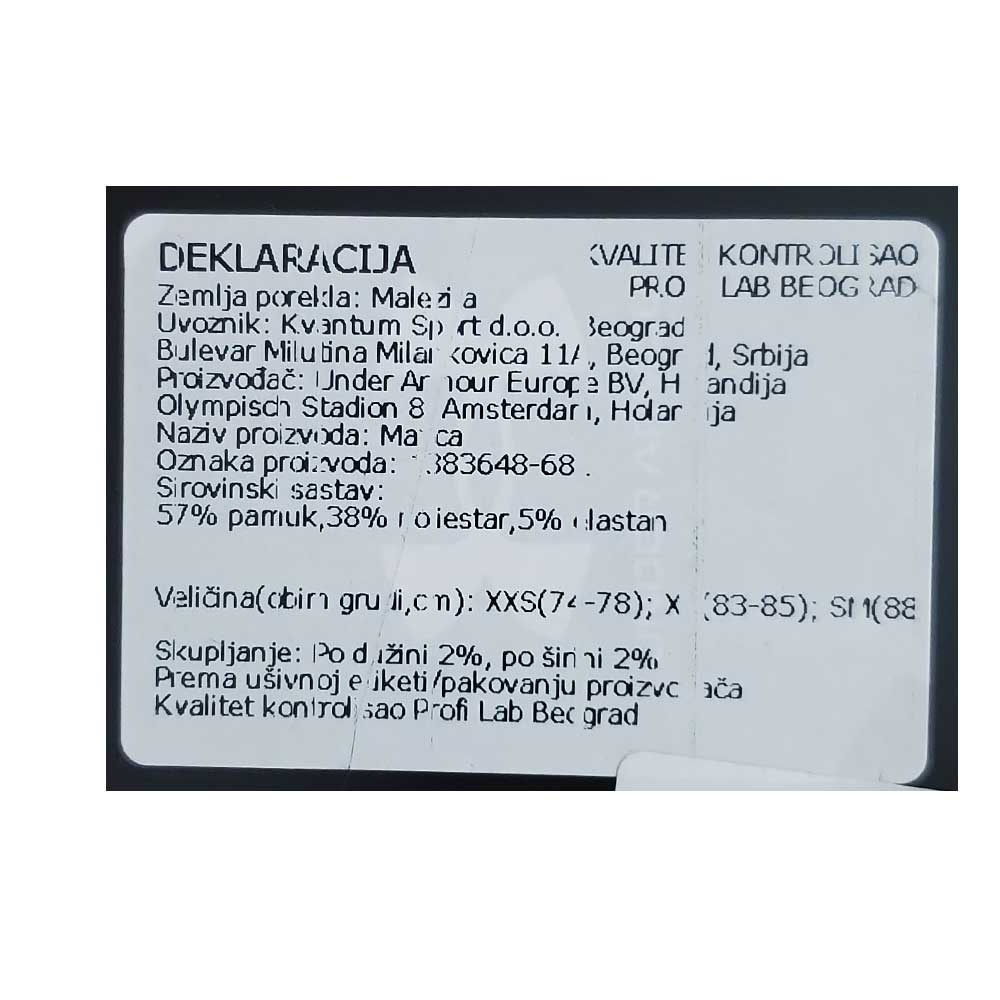 DEKLARACIJA
KVALITET KONTROLISAO
LAB BEOGRAD
Zemlja porekla: Malezija
Uvoznik: Kvantum Sport d.o.o. Beograd
Bulevar Milutina Milankovica 11A, Beograd, Srbija
Proizvođač: Under Armour Europe BV, Holandija
Olympisch Stadion 8 Amsterdam, Holandija
Naziv proizvoda: Majica
Oznaka proizvoda:
Sirovinski sastav:
57% pamuk,38% poliestar,5% elastan
Veličina(obim grudi,cm): XXS(74-78);
Skupljanje: Po dužini 2%, po širini 2%
Prema ušivnoj etiketi/pakovanju proizvođača
Kvalitet kontrolisao Profi Lab Beograd